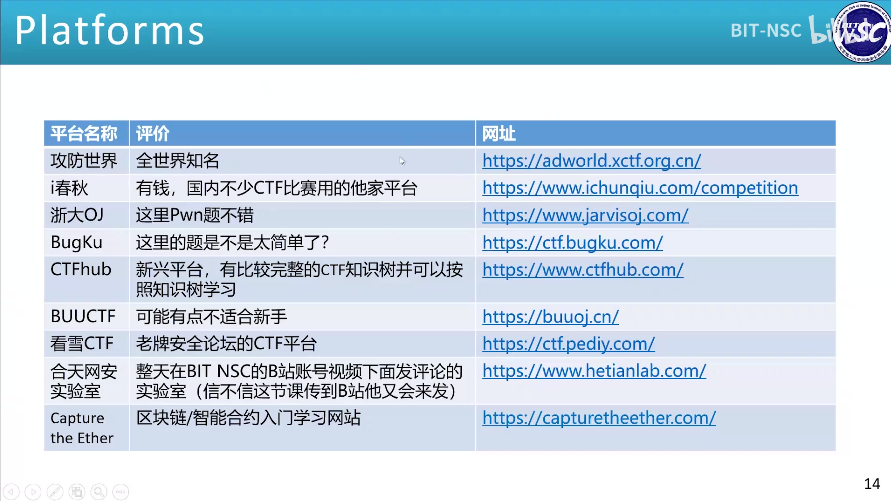 Platforms
BIT-NSC
平台名称 评价 网址
攻防世界 全世界知名 https://adworld.xctf.org.cn/
i春秋 有钱，国内不少CTF比赛用的他家平台 https://www.ichunqiu.com/competition
浙大OJ 这里Pwn题不错 https://www.jarvisoj.com/
BugKu 这里的题是不是太简单了？ https://ctf.bugku.com/
CTFhub 新兴平台，有比较完整的CTF知识树并可以按 https://www.ctfhub.com/
照知识树学习
BUUCTF 可能有点不适合新手 https://buuoj.cn/
看雪CTF 老牌安全论坛的CTF平台 https://ctf.pediy.com/
合天网安 整天在BIT NSC的B站账号视频下面发评论的 https://www.hetianlab.com/
实验室 实验室（信不信这节课传到B站他又会来发）
Capture 区块链/智能合约入门学习网站 https://capturetheether.com/
the Ether
14